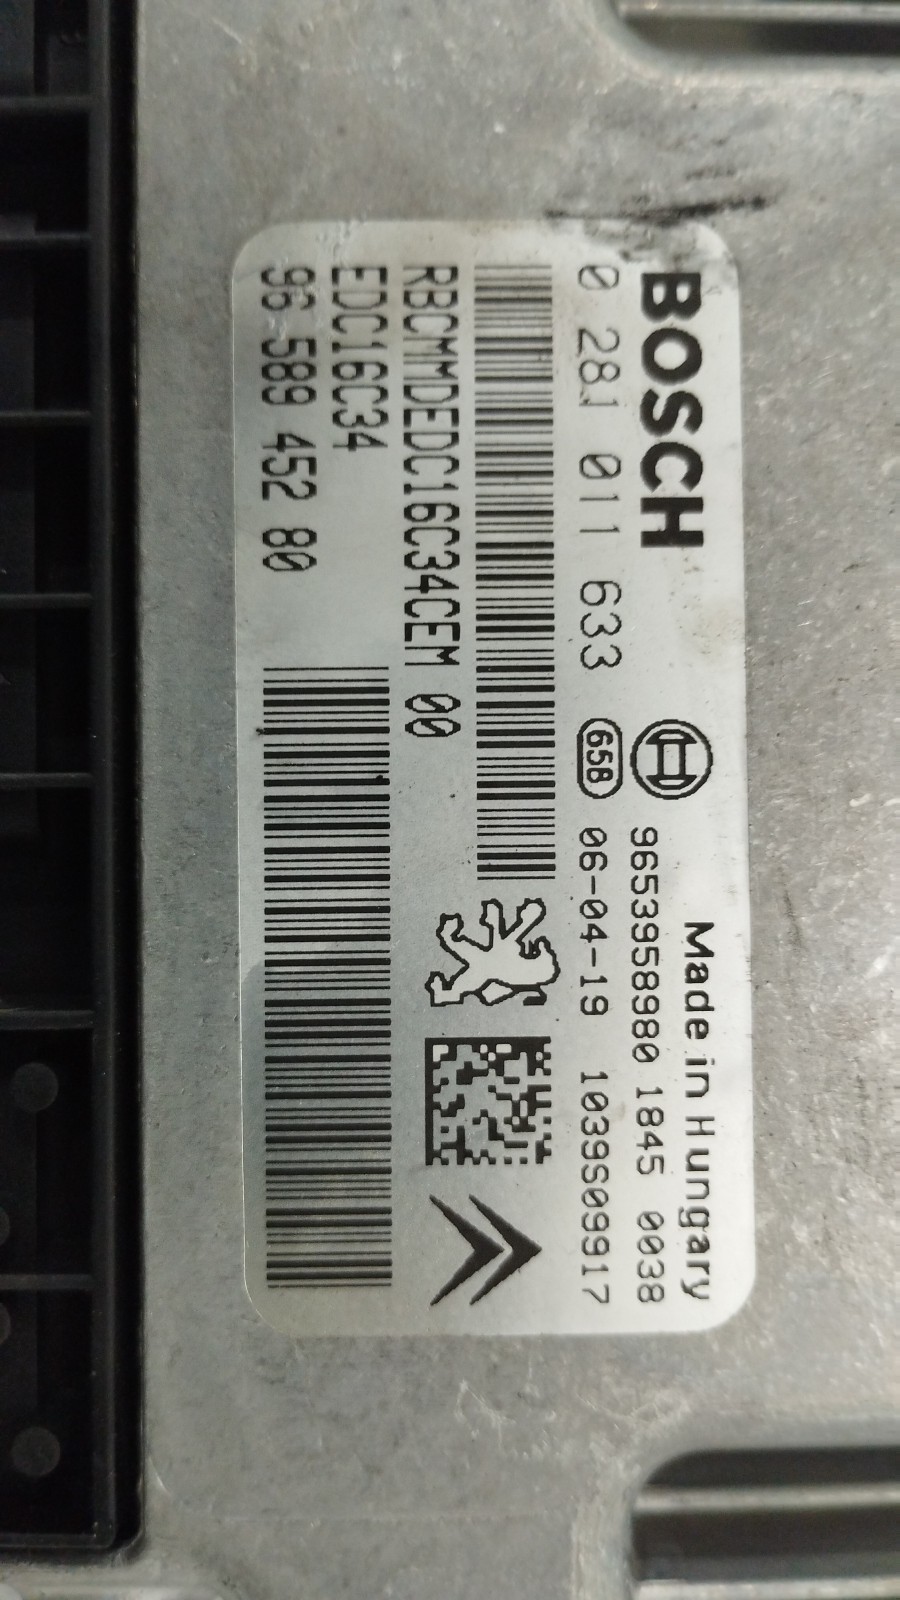 BOSCH
Made in Hungary
9653958980 1845 0038
0 281 011 633
658
06-04-19 1039S09917
RBCMMDEDC16C34CEM 00
EDC16C34
96 589 452 80